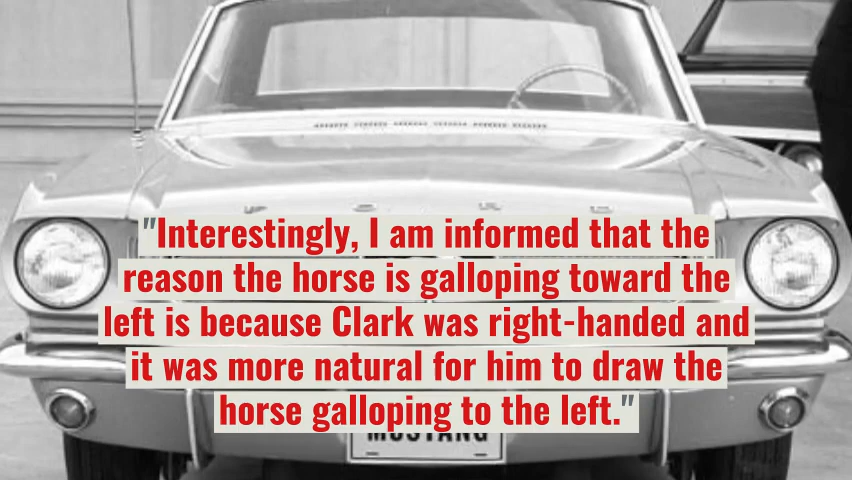 FORD
"Interestingly, I am informed that the
reason the horse is galloping toward the
left is because Clark was right-handed and
it was more natural for him to draw the
horse galloping to the left."
MUSTANG